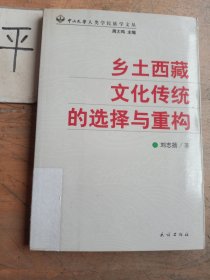 平
中山大学人类学民族学文丛
周大鸣 主编
乡土西藏
文化传统
的选择与重构
刘志扬/著
民族出版社